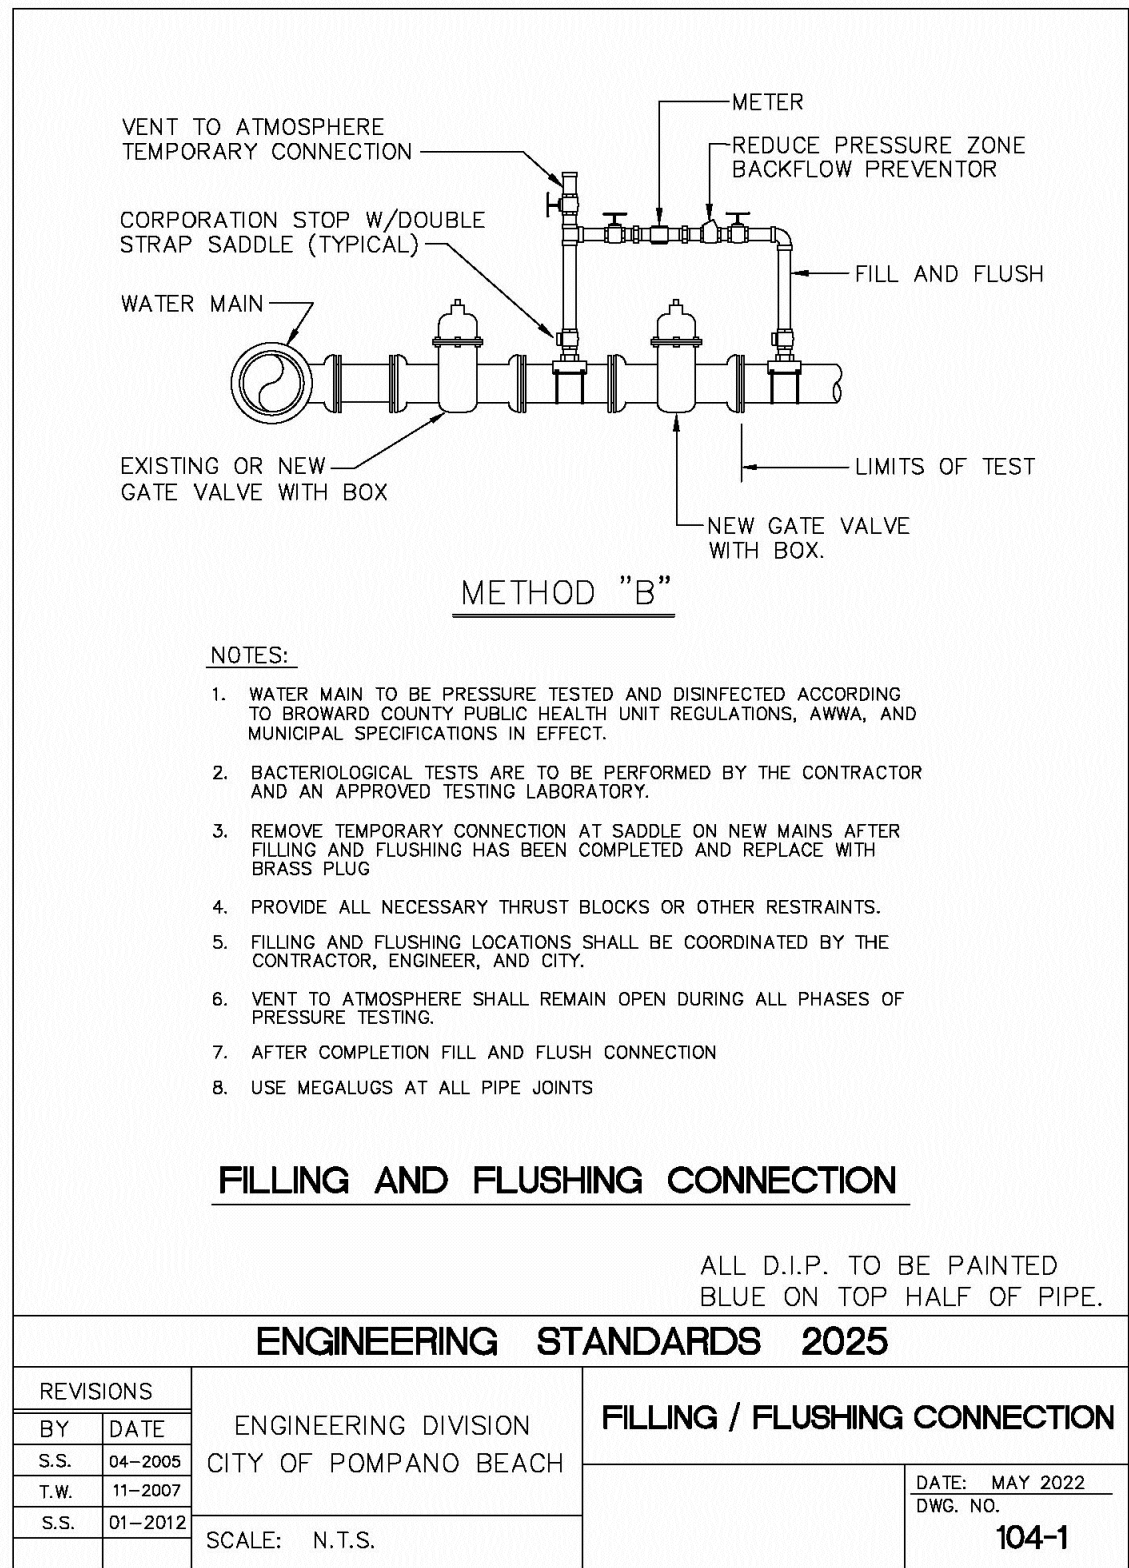 METER
VENT TO ATMOSPHERE
TEMPORARY CONNECTION
REDUCE PRESSURE ZONE
BACKFLOW PREVENTOR
CORPORATION STOP W/DOUBLE
STRAP SADDLE (TYPICAL)
FILL AND FLUSH
WATER MAIN
EXISTING OR NEW
GATE VALVE WITH BOX
LIMITS OF TEST
NEW GATE VALVE
WITH BOX.
METHOD "B"
NOTES:
1. WATER MAIN TO BE PRESSURE TESTED AND DISINFECTED ACCORDING
TO BROWARD COUNTY PUBLIC HEALTH UNIT REGULATIONS, AWWA, AND
MUNICIPAL SPECIFICATIONS IN EFFECT.
2. BACTERIOLOGICAL TESTS ARE TO BE PERFORMED BY THE CONTRACTOR
AND AN APPROVED TESTING LABORATORY.
3. REMOVE TEMPORARY CONNECTION AT SADDLE ON NEW MAINS AFTER
FILLING AND FLUSHING HAS BEEN COMPLETED AND REPLACE WITH
BRASS PLUG
4. PROVIDE ALL NECESSARY THRUST BLOCKS OR OTHER RESTRAINTS.
5. FILLING AND FLUSHING LOCATIONS SHALL BE COORDINATED BY THE
CONTRACTOR, ENGINEER, AND CITY.
6. VENT TO ATMOSPHERE SHALL REMAIN OPEN DURING ALL PHASES OF
PRESSURE TESTING.
7. AFTER COMPLETION FILL AND FLUSH CONNECTION
8. USE MEGALUGS AT ALL PIPE JOINTS
FILLING AND FLUSHING CONNECTION
ALL D.I.P. TO BE PAINTED
BLUE ON TOP HALF OF PIPE.
ENGINEERING STANDARDS 2025
REVISIONS
BY DATE
S.S. 04-2005
T.W. 11-2007
S.S. 01-2012
ENGINEERING DIVISION
CITY OF POMPANO BEACH
SCALE: N.T.S.
FILLING / FLUSHING CONNECTION
DATE: MAY 2022
DWG. NO.
104-1